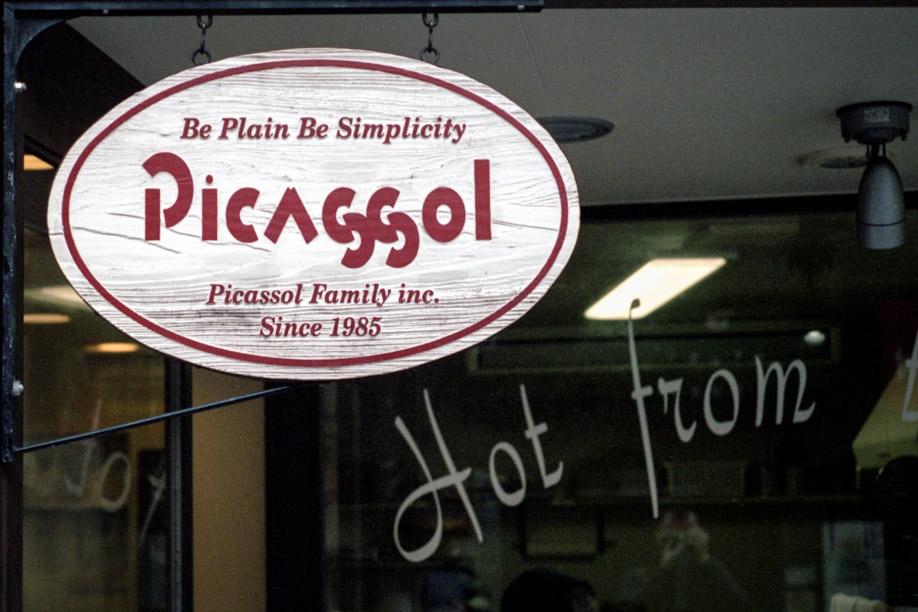 Be Plain Be Simplicity
Picassol
Picassol Family inc.
Since 1985
Hot from